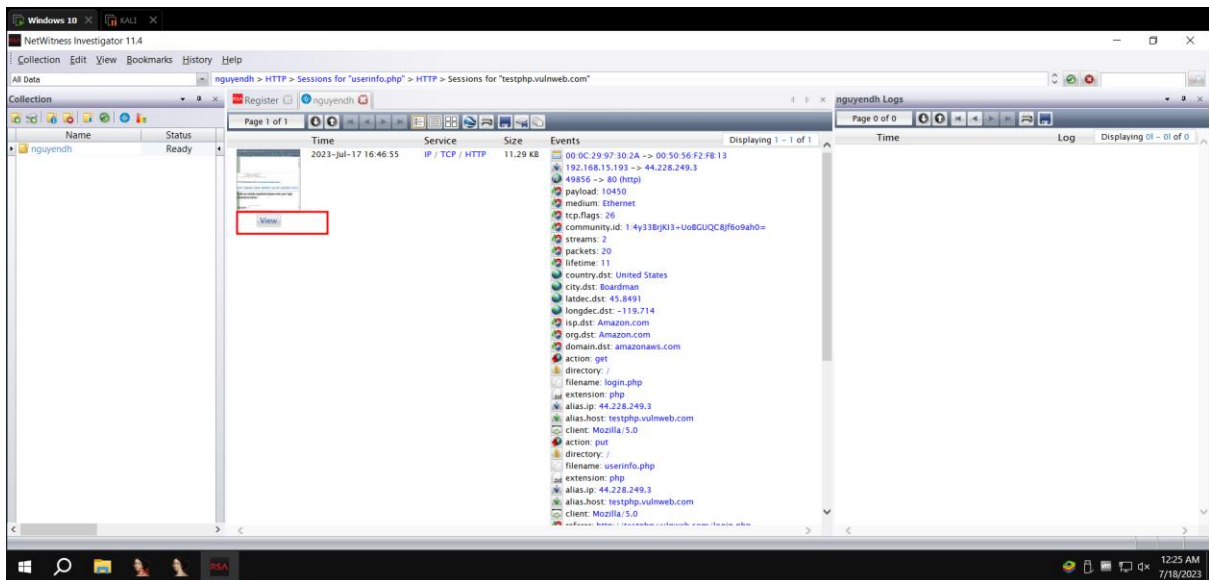 Windows 10 KALI
NetWitness Investigator 11.4
Collection Edit View Bookmarks History Help
All Data nguyendh > HTTP > Sessions for "userinfo.php" > HTTP > Sessions for "testphp.vulnweb.com"
Collection
Name Status
nguyendh Ready
Register nguyendh
Page 1 of 1
Time Service Size Events Displaying 1 - 1 of 1
2023-Jul-17 16:46:55 IP / TCP / HTTP 11.29 KB
View
00:0C:29:97:30:2A -> 00:50:56:F2:FB:13
192.168.15.193 -> 44.228.249.3
49856 -> 80 (http)
payload: 10450
medium: Ethernet
tcp.flags: 26
streams: 2
packets: 20
lifetime: 11
country.dst: United States
city.dst: Boardman
latdec.dst: 45.8491
longdec.dst: -119.714
isp.dst: Amazon.com
org.dst: Amazon.com
domain.dst: amazonaws.com
action: get
directory: /
filename: login.php
extension: php
alias.ip: 44.228.249.3
alias.host: testphp.vulnweb.com
client: Mozilla/5.0
action: put
directory: /
filename: userinfo.php
extension: php
alias.ip: 44.228.249.3
alias.host: testphp.vulnweb.com
client: Mozilla/5.0
nguyendh Logs
Page 0 of 0
Time Log Displaying 0l - 0l of 0
RSA
12:25 AM
7/18/2023